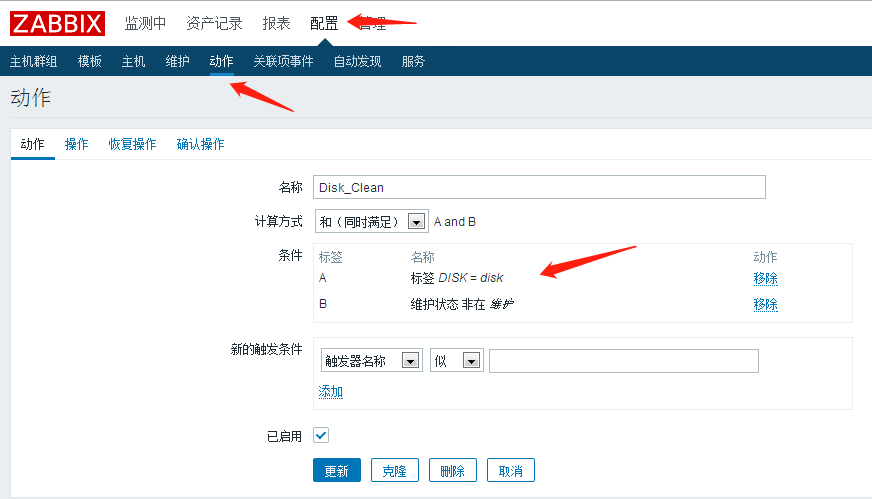 ZABBIX 监测中 资产记录 报表 配置 管理
主机群组 模板 主机 维护 动作 关联项事件 自动发现 服务
动作
动作 操作 恢复操作 确认操作
名称 Disk_Clean
计算方式 和（同时满足） A and B
条件 标签 名称 动作
A 标签 DISK = disk 移除
B 维护状态 非在 维护 移除
新的触发条件 触发器名称 似
添加
已启用
更新 克隆 删除 取消